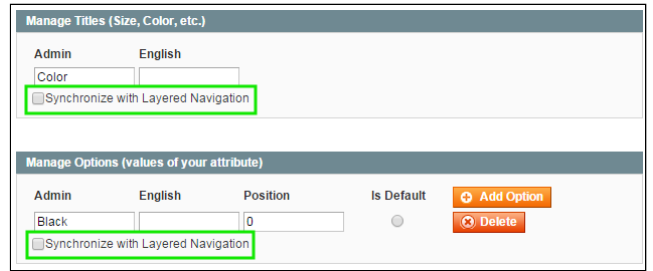 Manage Titles (Size, Color, etc.)
Admin English
Color
Synchronize with Layered Navigation
Manage Options (values of your attribute)
Admin English Position Is Default Add Option
Black 0 Delete
Synchronize with Layered Navigation